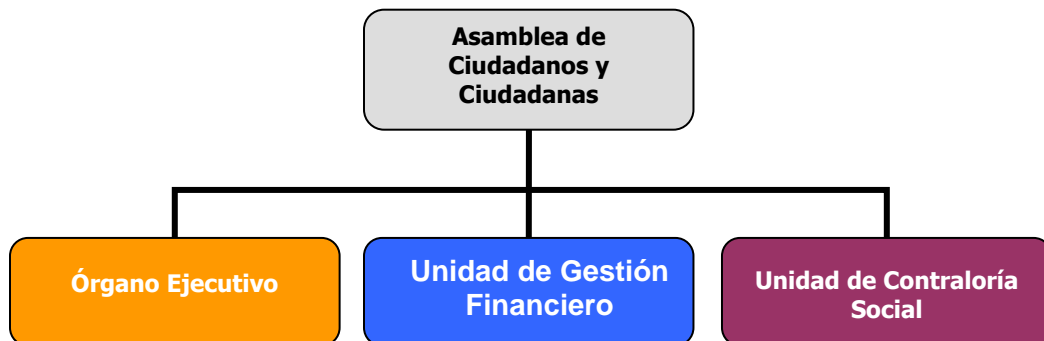 Asamblea de
Ciudadanos y
Ciudadanas
Órgano Ejecutivo
Unidad de Gestión
Financiero
Unidad de Contraloría
Social